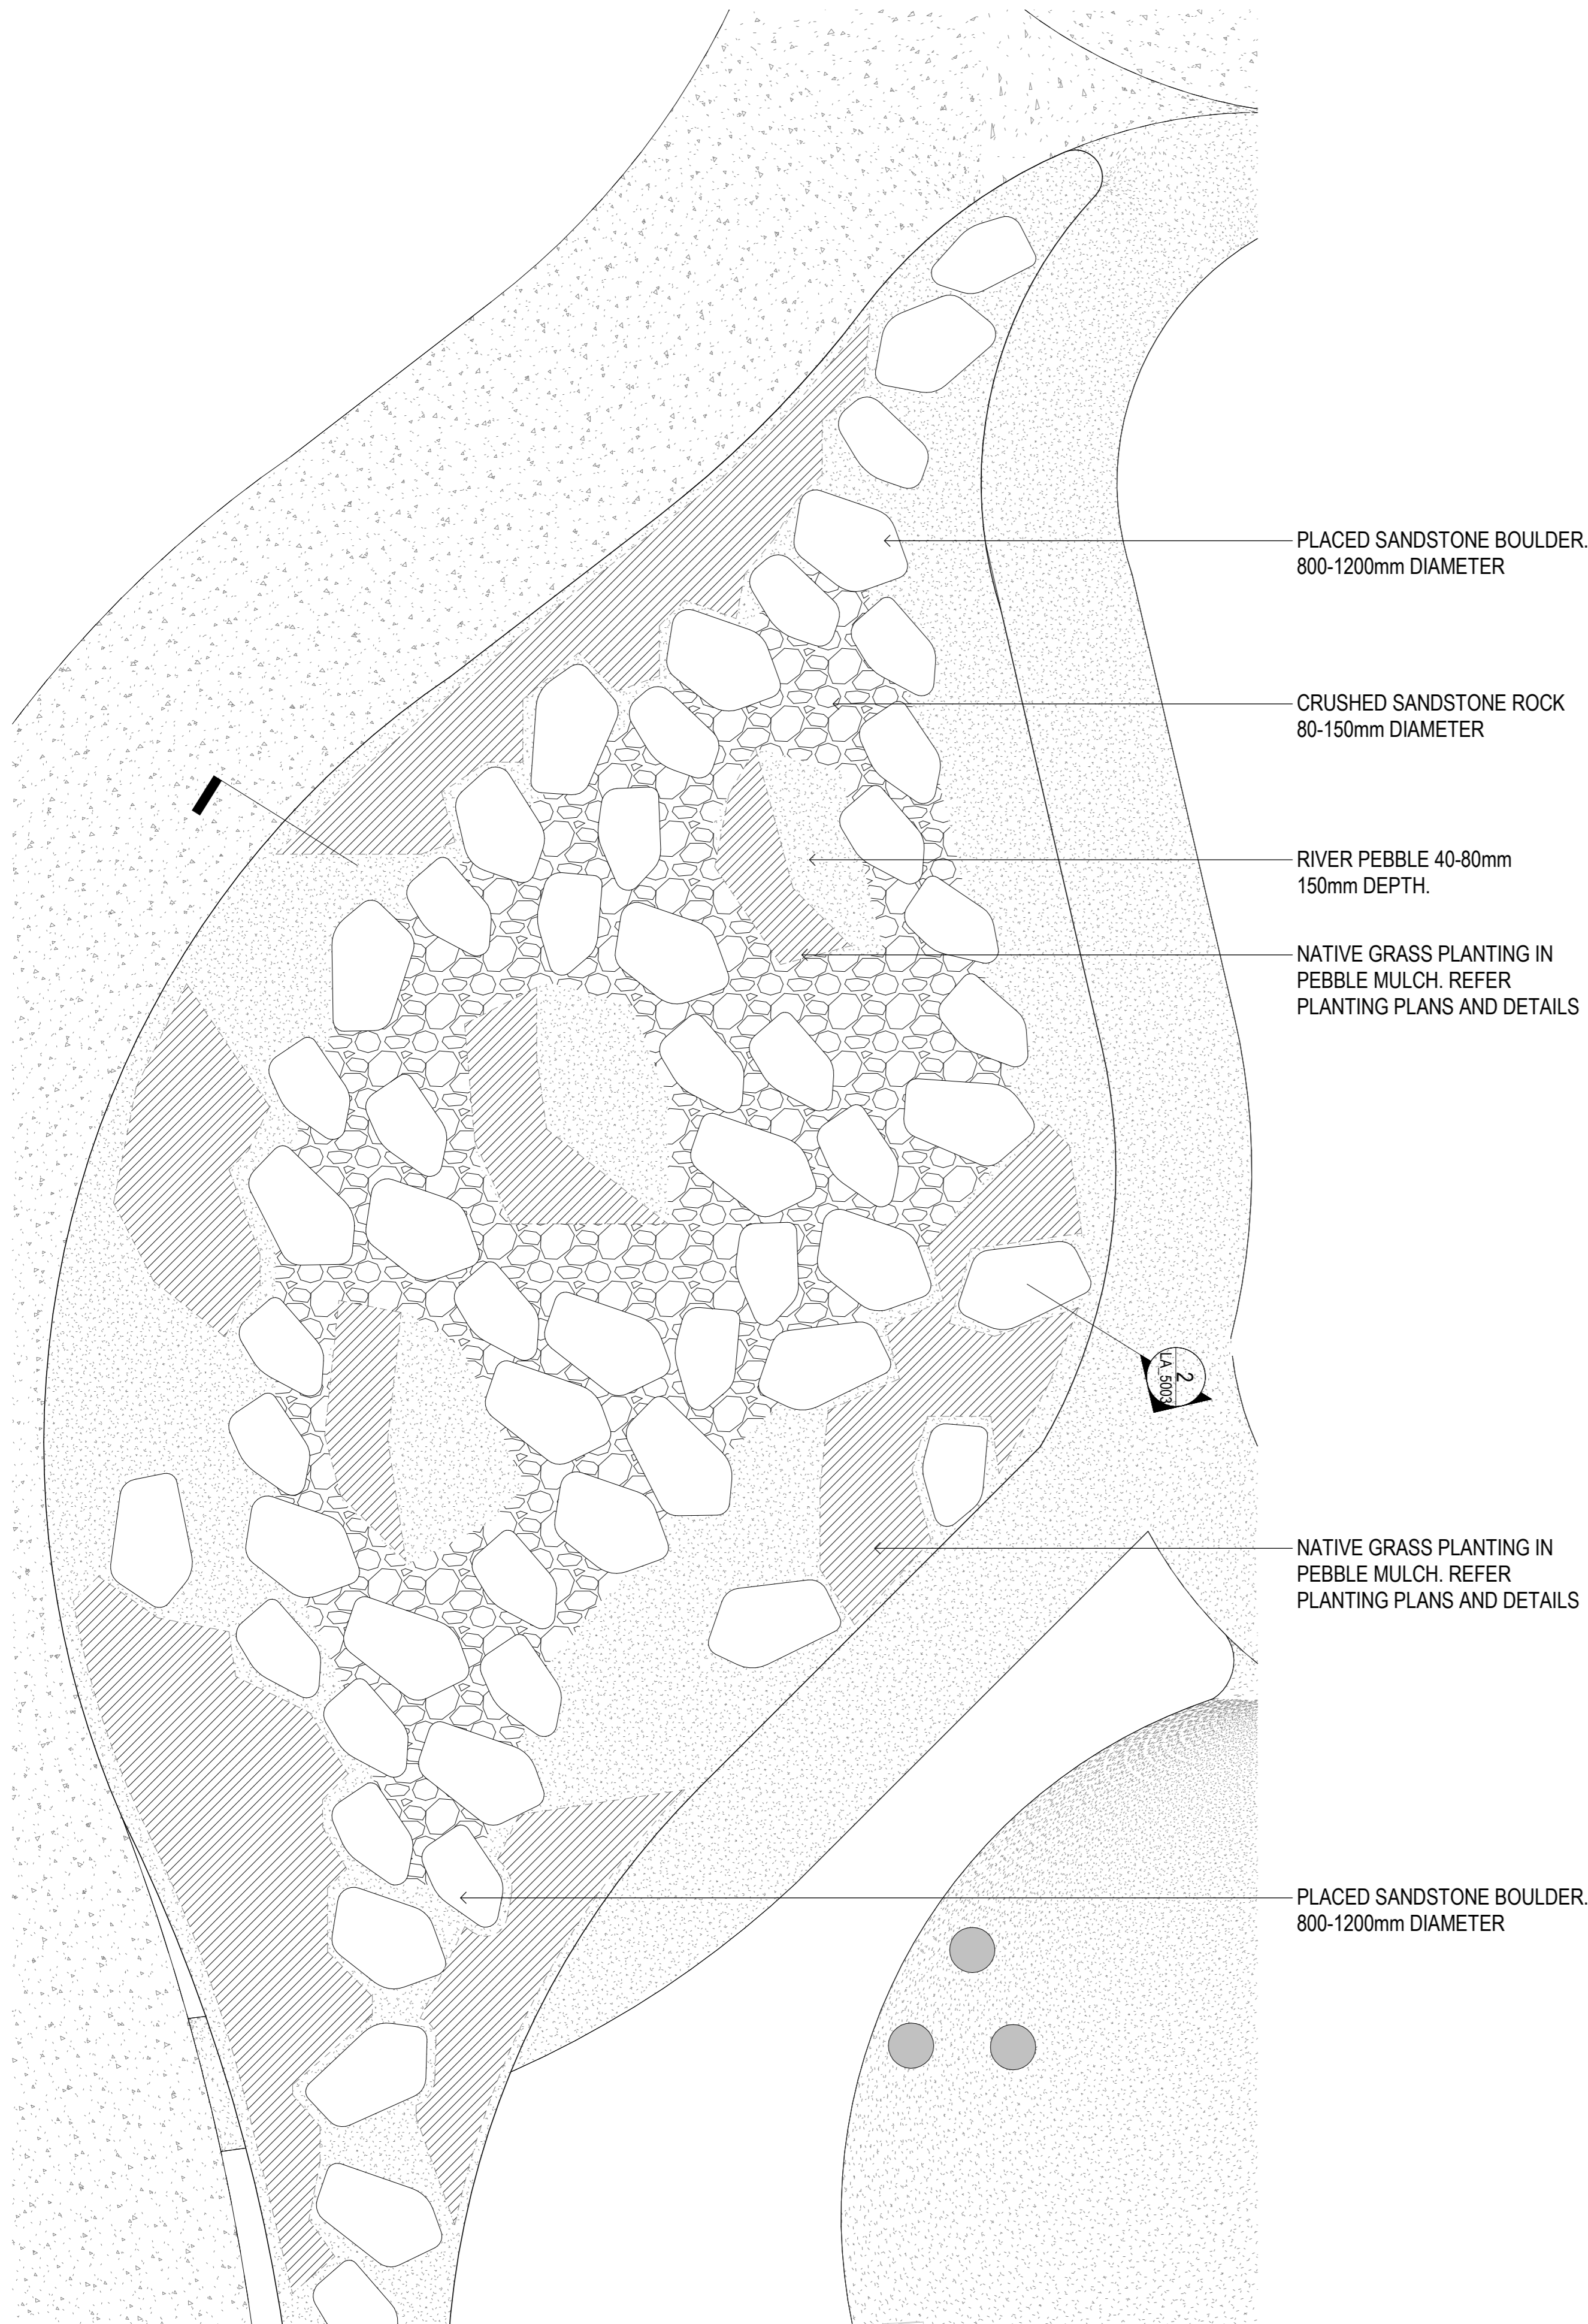 PLACED SANDSTONE BOULDER.
800-1200mm DIAMETER
CRUSHED SANDSTONE ROCK
80-150mm DIAMETER
RIVER PEBBLE 40-80mm
150mm DEPTH.
NATIVE GRASS PLANTING IN
PEBBLE MULCH. REFER
PLANTING PLANS AND DETAILS
2
LA_5003
NATIVE GRASS PLANTING IN
PEBBLE MULCH. REFER
PLANTING PLANS AND DETAILS
PLACED SANDSTONE BOULDER.
800-1200mm DIAMETER